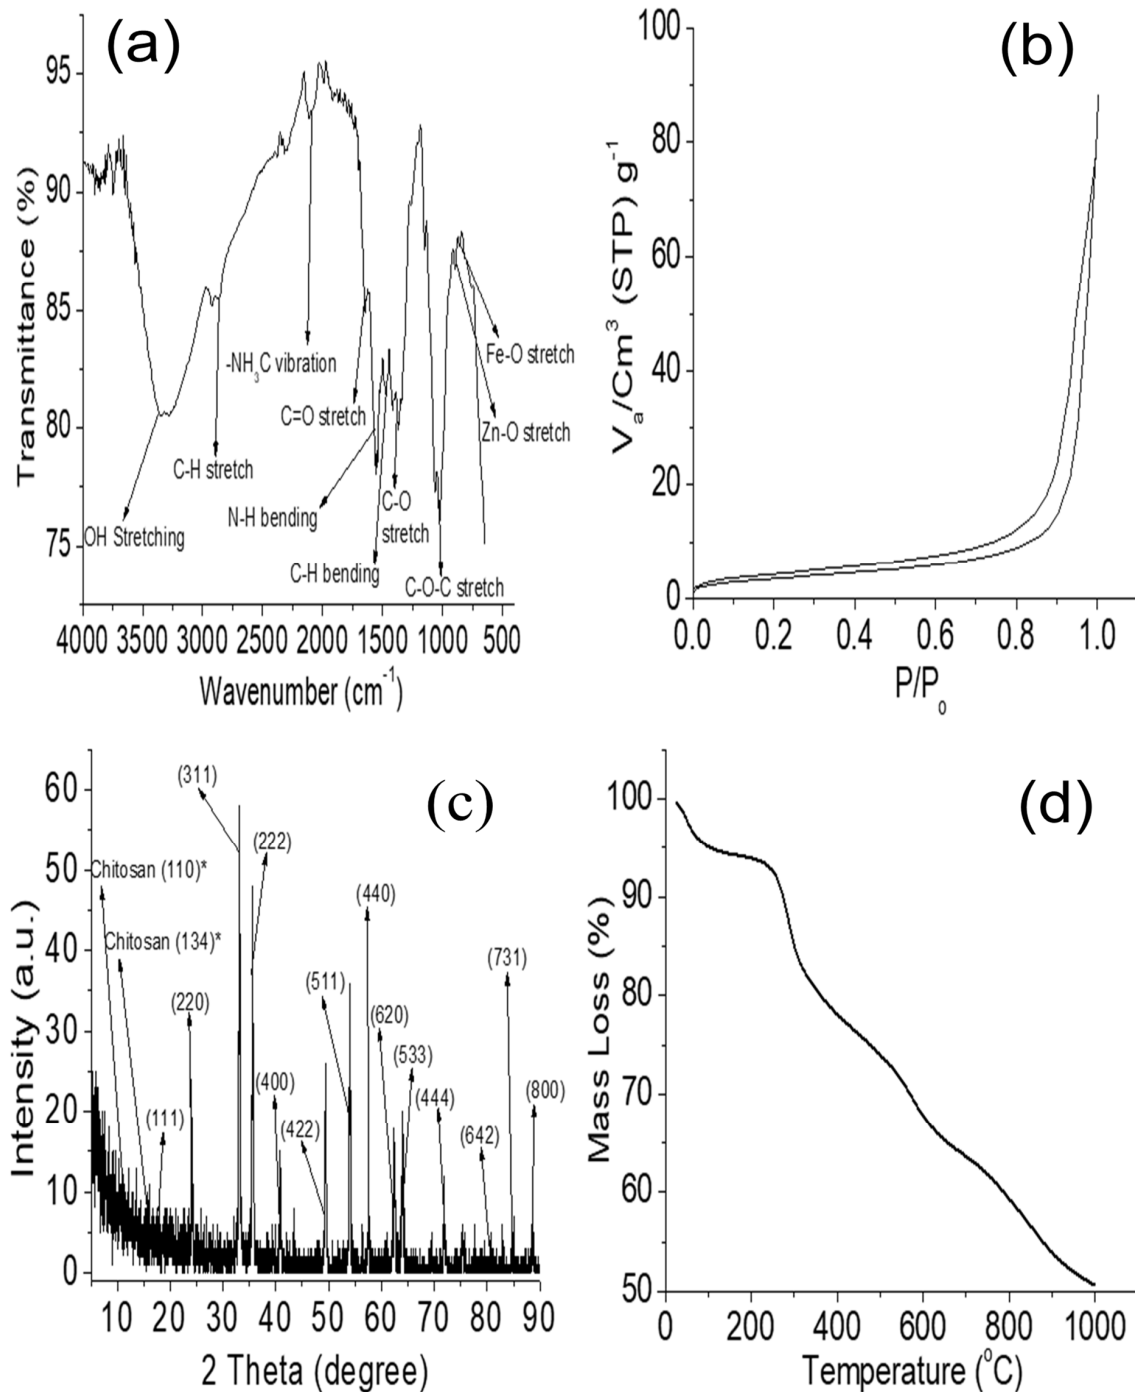 (a)
95
90
85
80
75
Transmittance (%)
-NH3C vibration
Fe-O stretch
C=O stretch
Zn-O stretch
C-H stretch
N-H bending
C-O
stretch
OH Stretching
C-H bending
C-O-C stretch
4000 3500 3000 2500 2000 1500 1000 500
Wavenumber (cm-1)
(b)
100
80
60
40
20
0
Va/Cm3 (STP) g-1
0.0 0.2 0.4 0.6 0.8 1.0
P/Po
(c)
60
50
40
30
20
10
0
Intensity (a.u.)
(311)
(222)
Chitosan (110)*
(440)
Chitosan (134)*
(731)
(511)
(220)
(620)
(533)
(400)
(444)
(800)
(111)
(422)
(642)
10 20 30 40 50 60 70 80 90
2 Theta (degree)
(d)
100
90
80
70
60
50
Mass Loss (%)
0 200 400 600 800 1000
Temperature (oC)